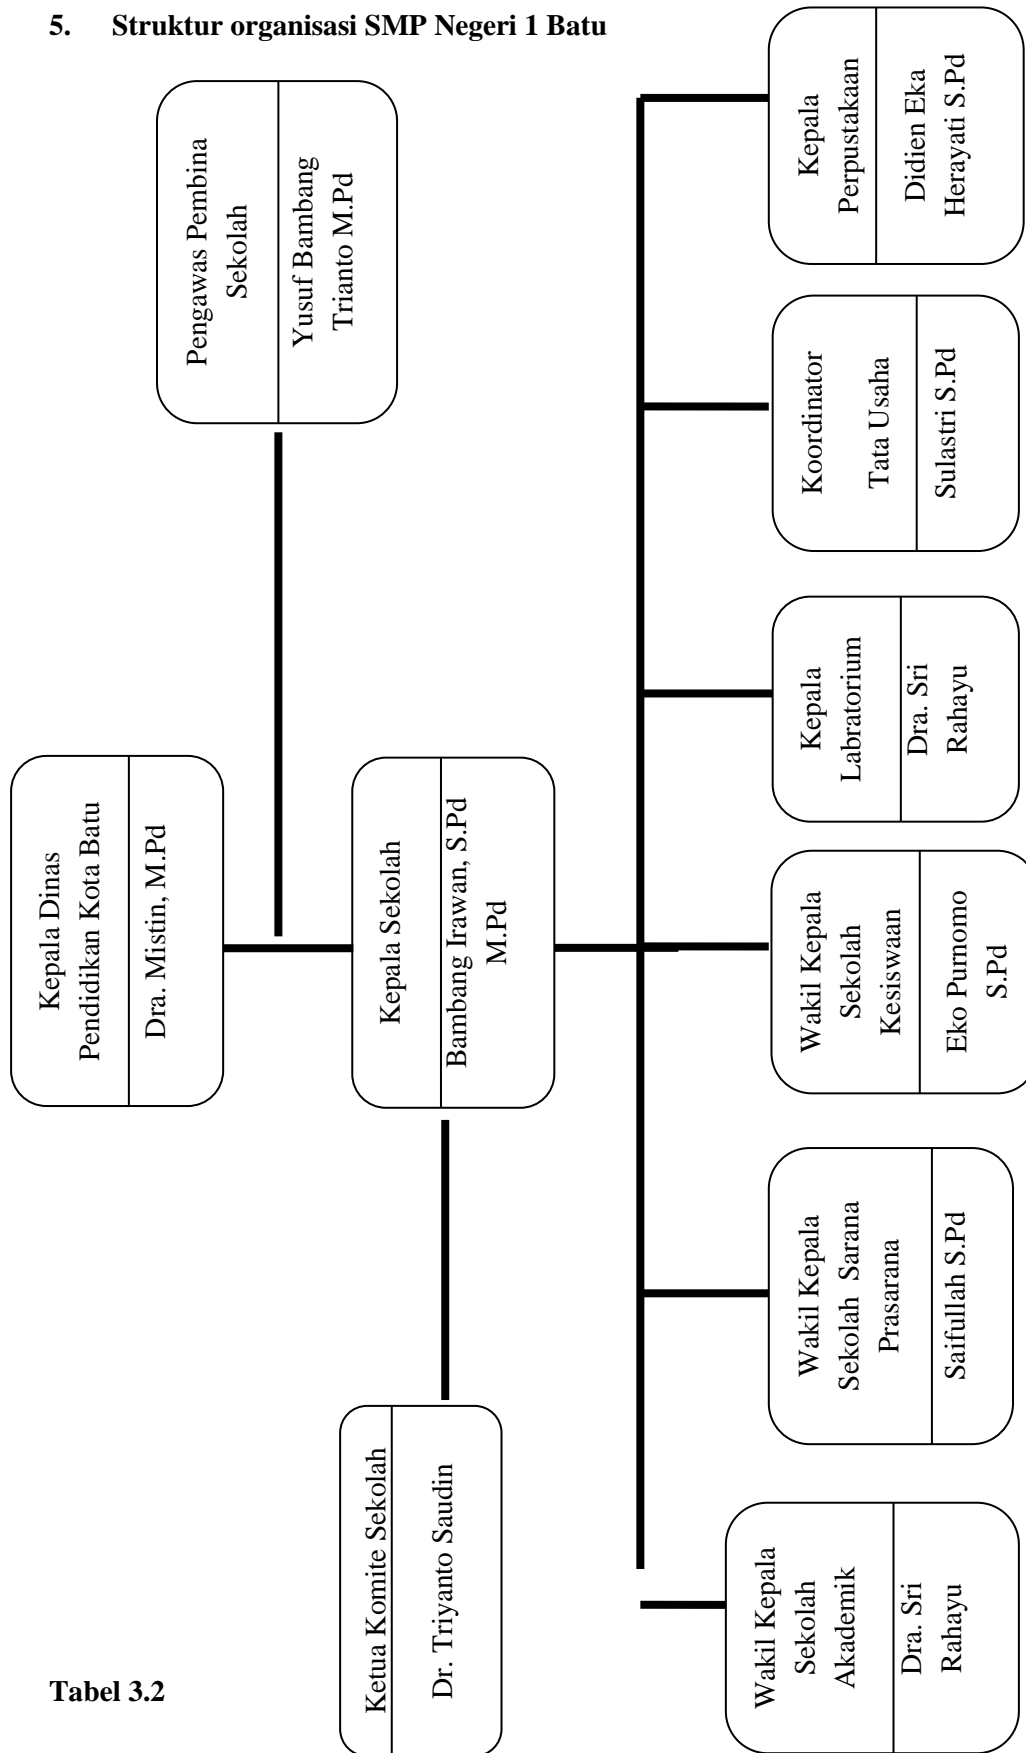 5. Struktur organisasi SMP Negeri 1 Batu
Kepala Dinas
Pendidikan Kota Batu
Dra. Mistin, M.Pd
Pengawas Pembina
Sekolah
Yusuf Bambang
Trianto M.Pd
Ketua Komite Sekolah
Dr. Triyanto Saudin
Kepala Sekolah
Bambang Irawan, S.Pd
M.Pd
Wakil Kepala
Sekolah
Akademik
Dra. Sri
Rahayu
Wakil Kepala
Sekolah Sarana
Prasarana
Saifullah S.Pd
Wakil Kepala
Sekolah
Kesiswaan
Eko Purnomo
S.Pd
Kepala
Labratorium
Dra. Sri
Rahayu
Koordinator
Tata Usaha
Sulastri S.Pd
Kepala
Perpustakaan
Didien Eka
Herayati S.Pd
Tabel 3.2